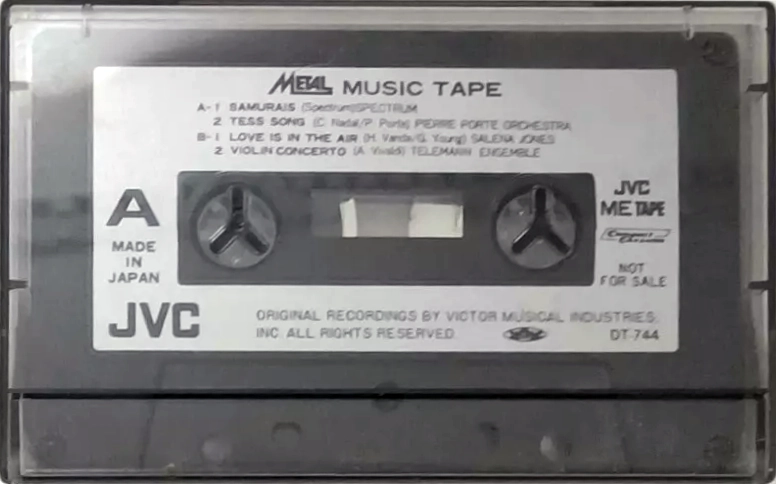 METAL MUSIC TAPE
A-1 SAMURAIS (Spectrum)SPECTRUM
2 TESS SONG (C. Nadal/P. Porte) PIERRE PORTE ORCHESTRA
B-1 LOVE IS IN THE AIR (H. Vanda/G. Young) SALENA JONES
2 VIOLIN CONCERTO (A. Vivaldi) TELEMANN ENSEMBLE
A
MADE
IN
JAPAN
JVC
ME TAPE
Compact
Cassette
NOT
FOR SALE
JVC
ORIGINAL RECORDINGS BY VICTOR MUSICAL INDUSTRIES,
INC. ALL RIGHTS RESERVED.
DT-744